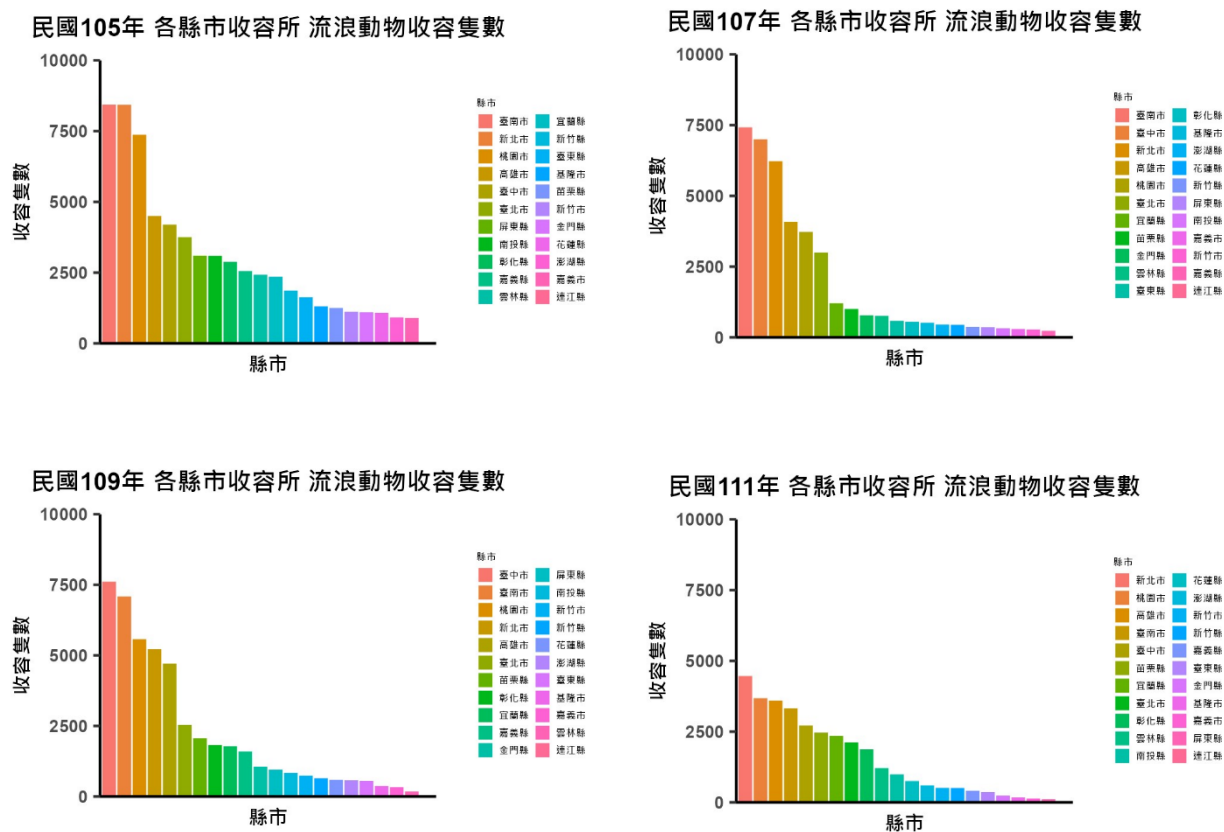 民國105年 各縣市收容所 流浪動物收容隻數
10000
7500
5000
2500
0
收容隻數
縣市
縣市
臺南市 宜蘭縣
新北市 新竹縣
桃園市 臺東縣
高雄市 基隆市
臺中市 苗栗縣
臺北市 新竹市
屏東縣 金門縣
南投縣 花蓮縣
彰化縣 澎湖縣
嘉義縣 嘉義市
雲林縣 連江縣
民國107年 各縣市收容所 流浪動物收容隻數
10000
7500
5000
2500
0
收容隻數
縣市
縣市
臺南市 彰化縣
臺中市 基隆縣
新北市 澎湖縣
高雄市 花蓮縣
桃園市 新竹縣
臺北市 屏東縣
宜蘭縣 南投縣
苗栗縣 嘉義市
金門縣 新竹市
雲林縣 嘉義縣
臺東縣 連江縣
民國109年 各縣市收容所 流浪動物收容隻數
10000
7500
5000
2500
0
收容隻數
縣市
縣市
臺中市 屏東縣
臺南市 南投縣
桃園市 新竹市
新北市 新竹縣
高雄市 花蓮縣
臺北市 澎湖縣
苗栗縣 臺東縣
彰化縣 基隆市
宜蘭縣 嘉義市
嘉義縣 雲林縣
金門縣 連江縣
民國111年 各縣市收容所 流浪動物收容隻數
10000
7500
5000
2500
0
收容隻數
縣市
縣市
新北市 花蓮縣
桃園市 澎湖縣
高雄市 新竹市
臺南市 新竹縣
臺中市 嘉義縣
苗栗縣 臺東縣
宜蘭縣 金門縣
臺北市 基隆市
彰化縣 嘉義市
雲林縣 屏東縣
南投縣 連江縣